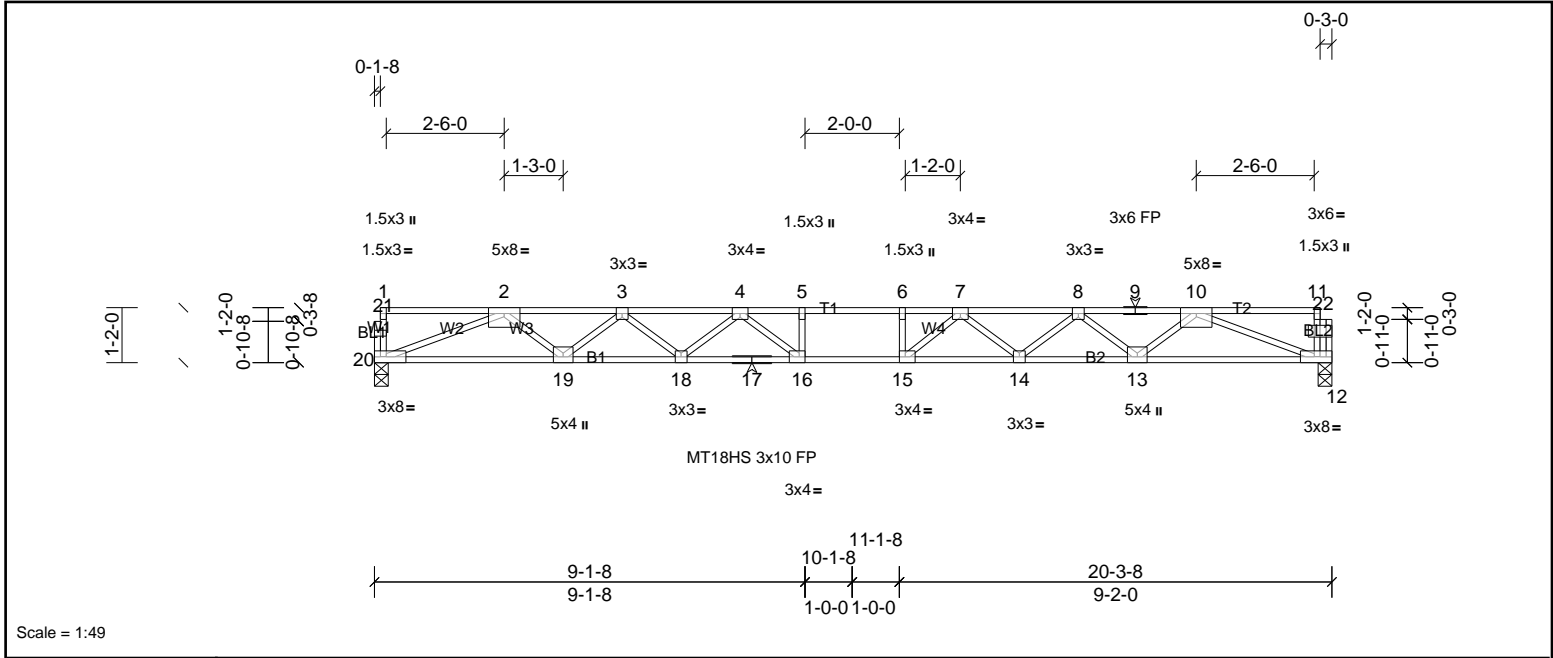 0-3-0
0-1-8
2-6-0
2-0-0
1-3-0
1-2-0
2-6-0
1.5x3 II
1.5x3 II
3x4 =
3x6 FP
3x6 =
1.5x3 =
5x8 =
3x4 =
1.5x3 II
3x3 =
1.5x3 II
3x3 =
5x8 =
1 2 3 4 5 6 7 8 9 10 11
21 T1 T2 22
1-2-0
1-2-0
0-10-8
0-10-8
0-3-8
W1
BL1
W2 W3 W4 BL2
1-2-0
0-11-0
0-11-0
0-3-0
20 B1 B2
19 18 17 16 15 14 13
12
3x8 =
5x4 II
3x3 =
3x4 =
3x3 =
5x4 II
3x8 =
MT18HS 3x10 FP
3x4 =
11-1-8
10-1-8
9-1-8
20-3-8
9-1-8
1-0-0
1-0-0
9-2-0
Scale = 1:49